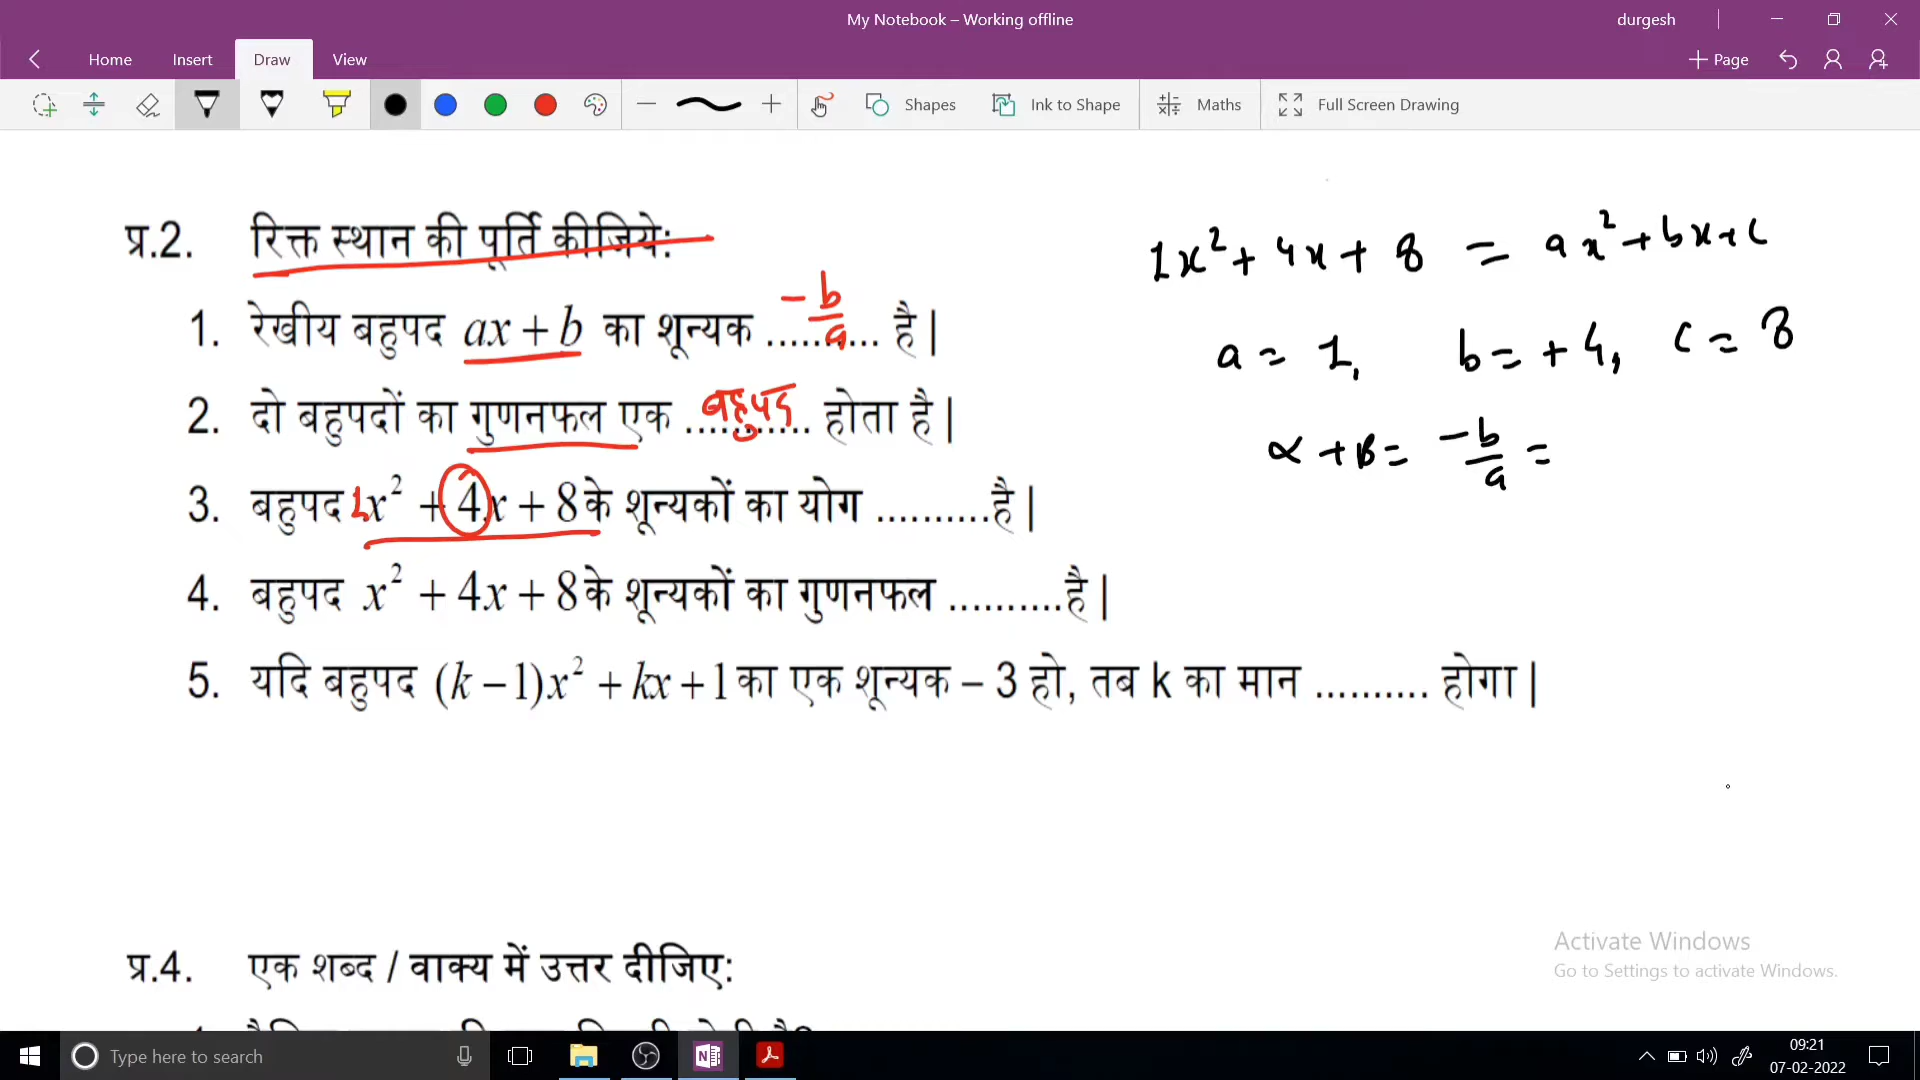 My Notebook – Working offline
durgesh
Home Insert Draw View
Page
Shapes Ink to Shape Maths Full Screen Drawing
प्र.2. रिक्त स्थान की पूर्ति कीजिये:
1. रेखीय बहुपद ax + b का शून्यक .......... है |
-b/a
2. दो बहुपदों का गुणनफल एक ........... होता है |
बहुपद
3. बहुपद 1x² + 4x + 8 के शून्यकों का योग ..........है |
4. बहुपद x² + 4x + 8 के शून्यकों का गुणनफल ..........है |
5. यदि बहुपद (k – 1)x² + kx + 1 का एक शून्यक – 3 हो, तब k का मान .......... होगा |
1x² + 4x + 8 = ax² + bx + c
a = 1, b = +4, c = 8
α + β = -b/a =
प्र.4. एक शब्द / वाक्य में उत्तर दीजिए:
Activate Windows
Go to Settings to activate Windows.
Type here to search
09:21
07-02-2022